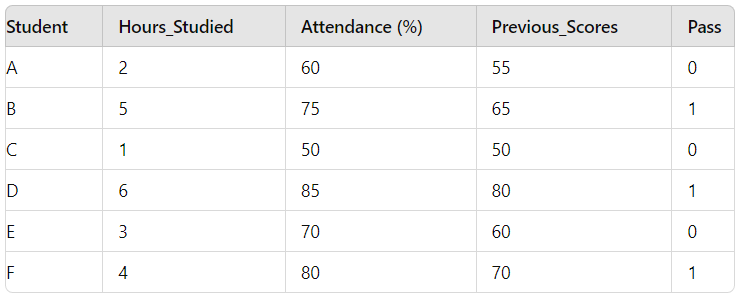 Student Hours_Studied Attendance (%) Previous_Scores Pass
A 2 60 55 0
B 5 75 65 1
C 1 50 50 0
D 6 85 80 1
E 3 70 60 0
F 4 80 70 1